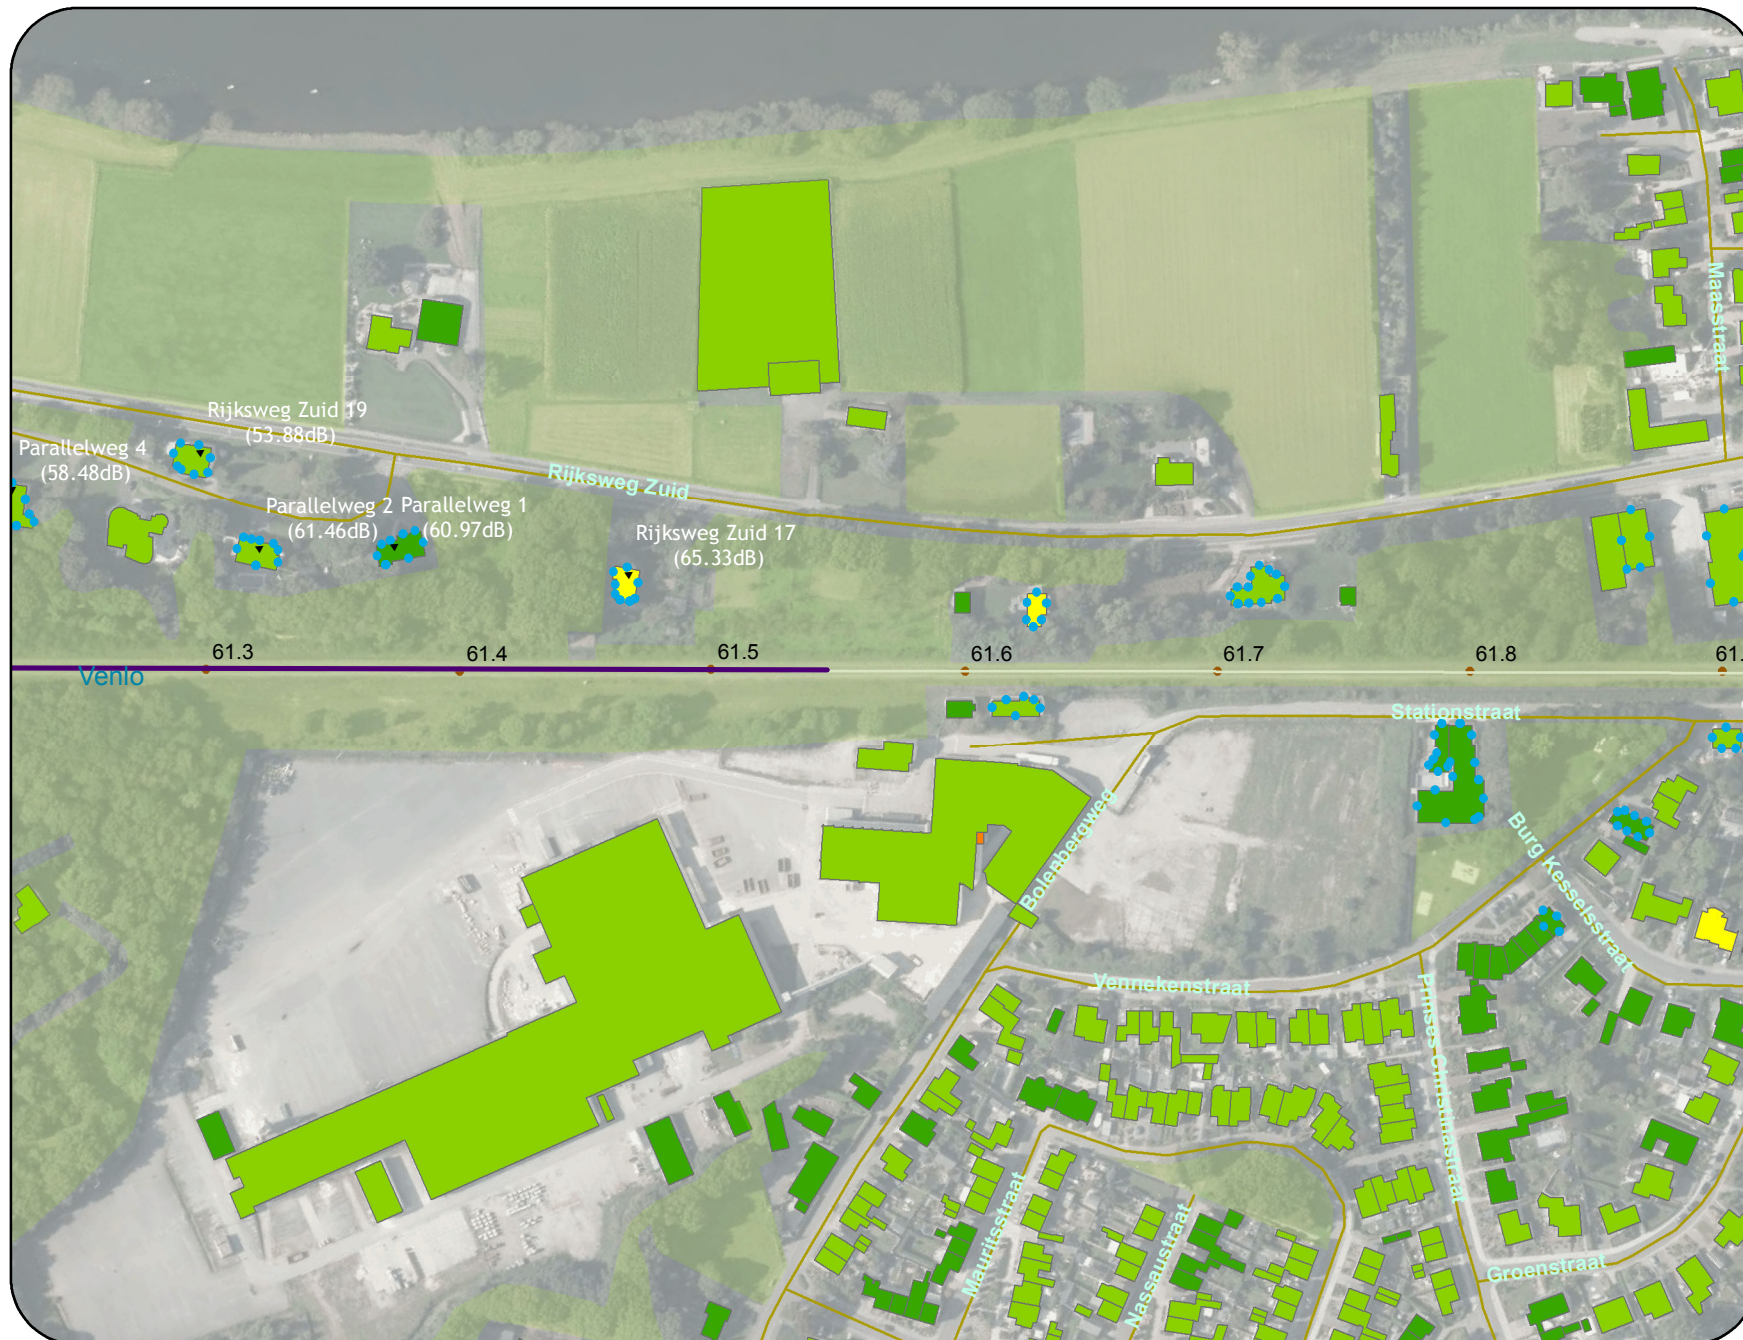 Maasstraat
Rijksweg Zuid 19
(53.88dB)
Parallelweg 4
(58.48dB)
Rijksweg Zuid
Parallelweg 2
(61.46dB)
Parallelweg 1
(60.97dB)
Rijksweg Zuid 17
(65.33dB)
61.3
61.4
61.5
61.6
61.7
61.8
61.
Venlo
Stationstraat
Bolenbergweg
Burg Kesselsstraat
Vennekenstraat
Prinses Christinastraat
Mauritsstraat
Nassaustraat
Groenstraat